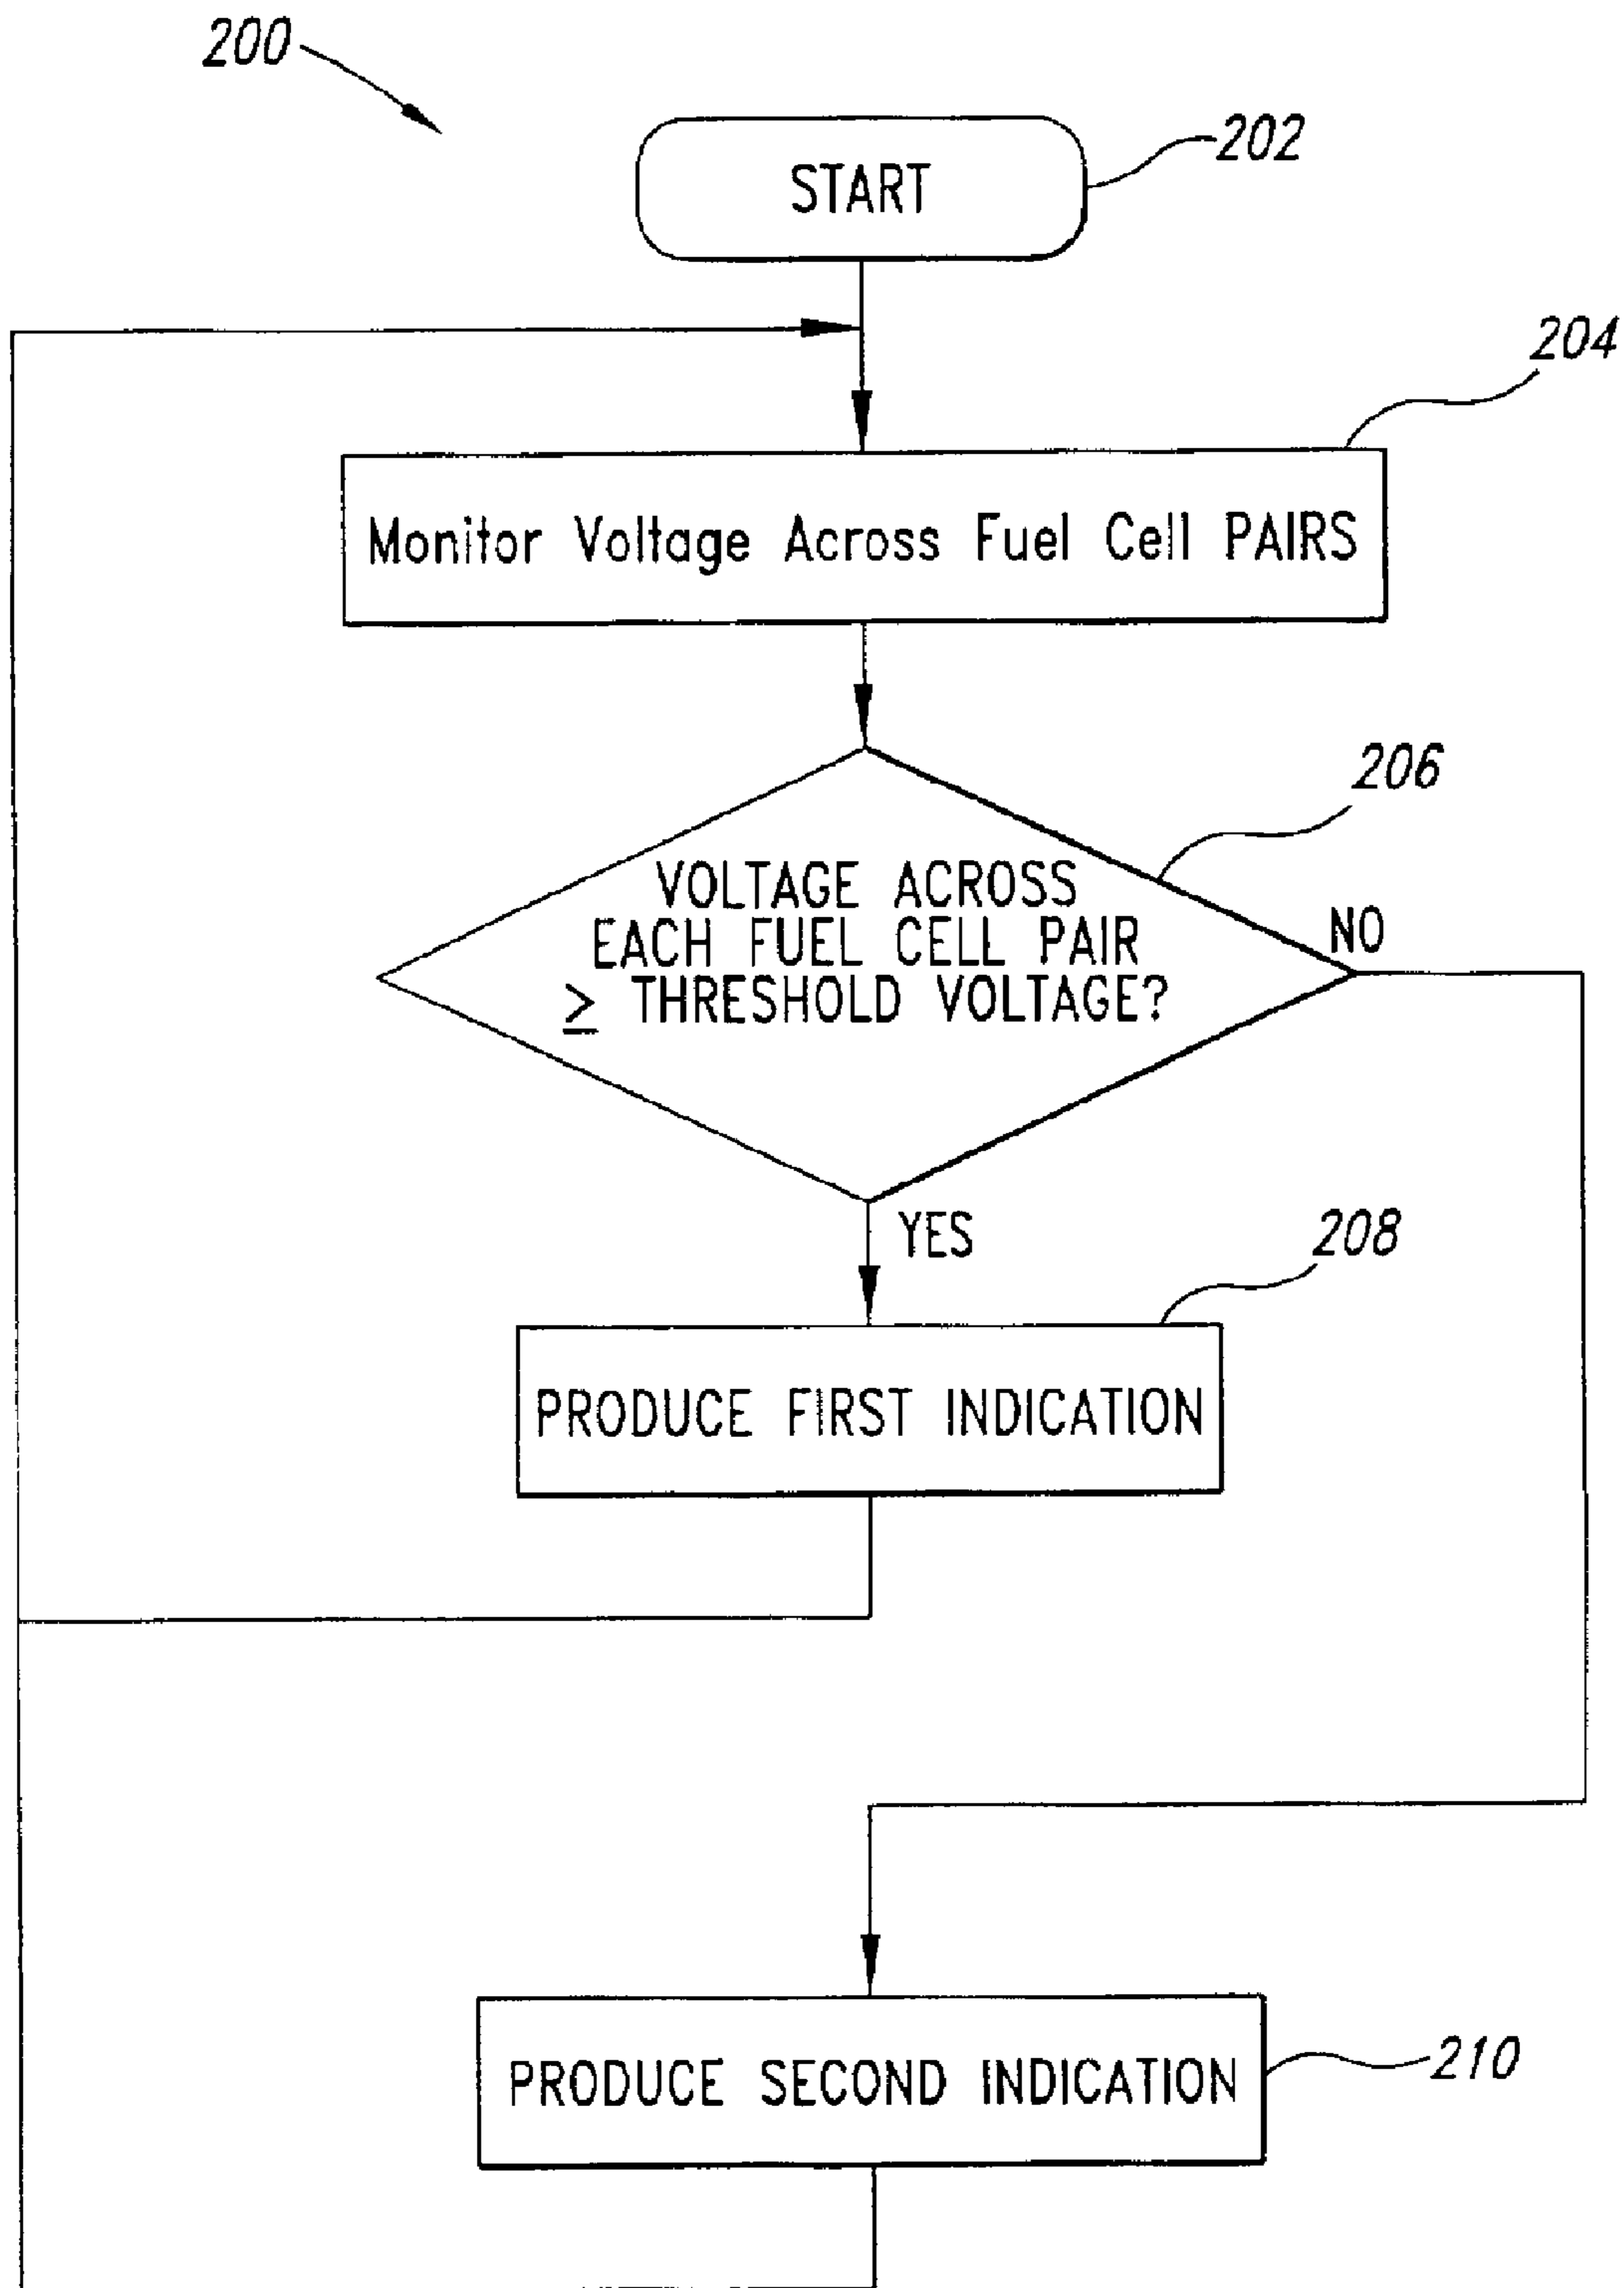 200
START
202
204
Monitor Voltage Across Fuel Cell PAIRS
206
VOLTAGE ACROSS
EACH FUEL CELL PAIR
≥ THRESHOLD VOLTAGE?
NO
YES
208
PRODUCE FIRST INDICATION
PRODUCE SECOND INDICATION
210